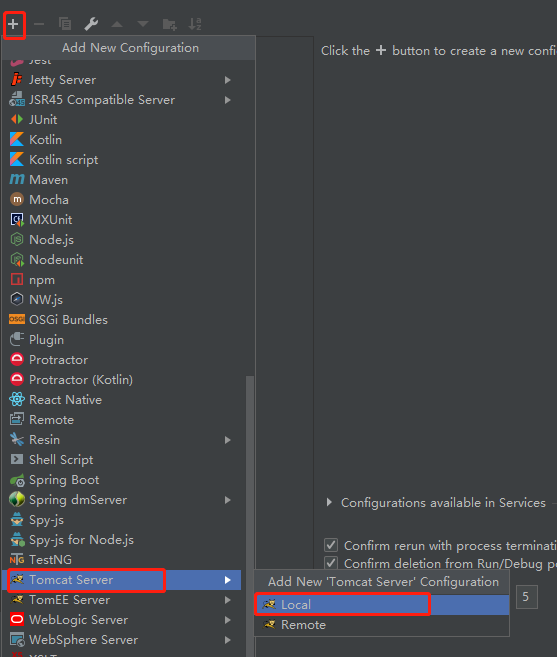 Add New Configuration
Click the + button to create a new confi
Jest
Jetty Server
JSR45 Compatible Server
JUnit
Kotlin
Kotlin script
Maven
Mocha
MXUnit
Node.js
Nodeunit
npm
NW.js
OSGi Bundles
Plugin
Protractor
Protractor (Kotlin)
React Native
Remote
Resin
Shell Script
Spring Boot
Spring dmServer
Spy-js
Spy-js for Node.js
TestNG
Tomcat Server
TomEE Server
WebLogic Server
WebSphere Server
XSLT
Configurations available in Services
Confirm rerun with process terminati
Confirm deletion from Run/Debug po
Add New 'Tomcat Server' Configuration
Local
Remote
5